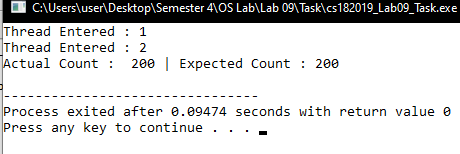 C:\Users\user\Desktop\Semester 4\OS Lab\Lab 09\Task\cs182019_Lab09_Task.exe
Thread Entered : 1
Thread Entered : 2
Actual Count :  200 | Expected Count : 200
--------------------------------
Process exited after 0.09474 seconds with return value 0
Press any key to continue . . .